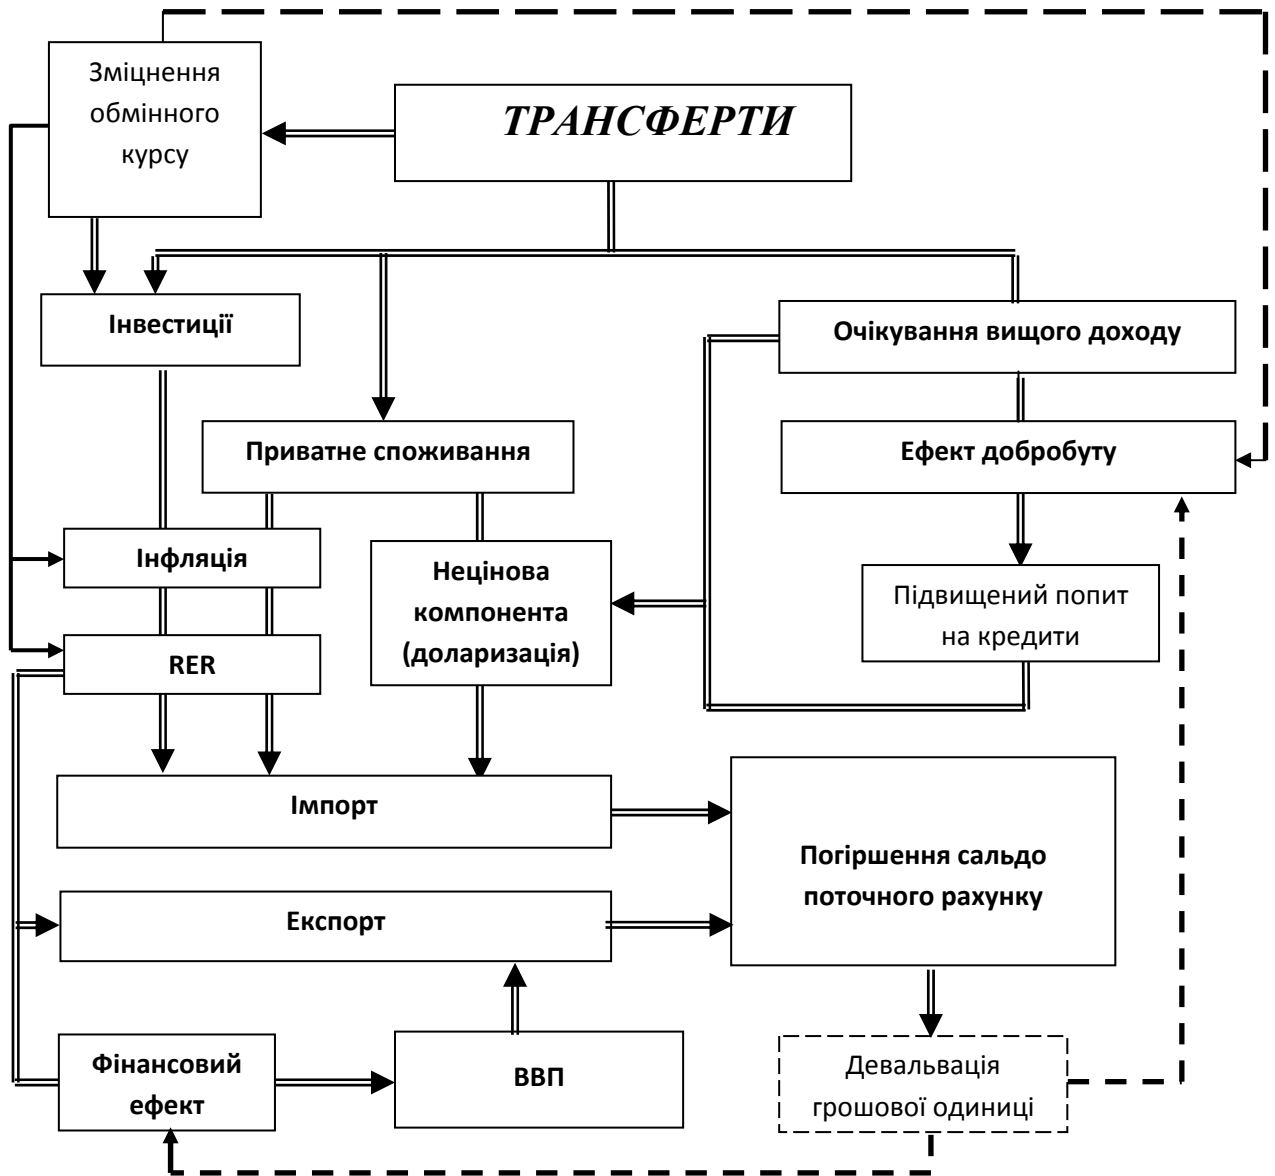 Зміцнення
обмінного
курсу
ТРАНСФЕРТИ
Інвестиції
Очікування вищого доходу
Приватне споживання
Ефект добробуту
Інфляція
Нецінова
компонента
(доларизація)
Підвищений попит
на кредити
RER
Імпорт
Погіршення сальдо
поточного рахунку
Експорт
Фінансовий
ефект
ВВП
Девальвація
грошової одиниці